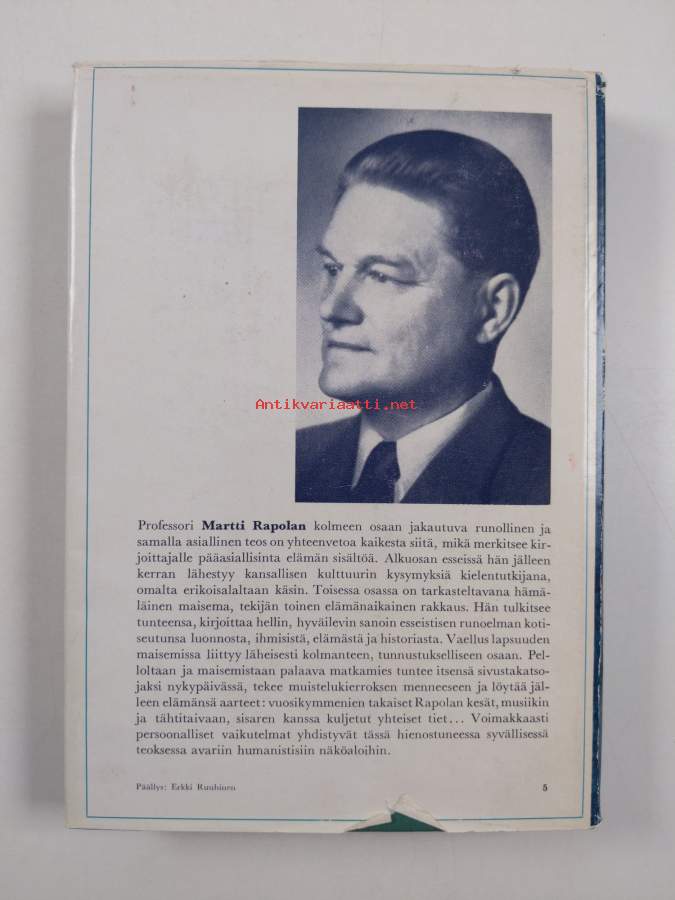 Antikvariaatti.net
Professori Martti Rapolan kolmeen osaan jakautuva runollinen ja
samalla asiallinen teos on yhteenvetoa kaikesta siitä, mikä merkitsee kir-
joittajalle pääasiallisinta elämän sisältöä. Alkuosan esseissä hän jälleen
kerran lähestyy kansallisen kulttuurin kysymyksiä kielentutkijana,
omalta erikoisalaltaan käsin. Toisessa osassa on tarkasteltavana hämä-
läinen maisema, tekijän toinen elämänaikainen rakkaus. Hän tulkitsee
tunteensa, kirjoittaa hellin, hyväilevin sanoin esseistisen runoelman koti-
seutunsa luonnosta, ihmisistä, elämästä ja historiasta. Vaellus lapsuuden
maisemissa liittyy läheisesti kolmanteen, tunnustukselliseen osaan. Pel-
loltaan ja maisemistaan palaava matkamies tuntee itsensä sivustakatso-
jaksi nykypäivässä, tekee muistelukierroksen menneeseen ja löytää jäl-
leen elämänsä aarteet: vuosikymmenien takaiset Rapolan kesät, musiikin
ja tähtitaivaan, sisaren kanssa kuljetut yhteiset tiet... Voimakkaasti
persoonalliset vaikutelmat yhdistyvät tässä hienostuneessa syvällisessä
teoksessa avariin humanistisiin näköaloihin.
Päällys: Erkki Ruuhinen 5